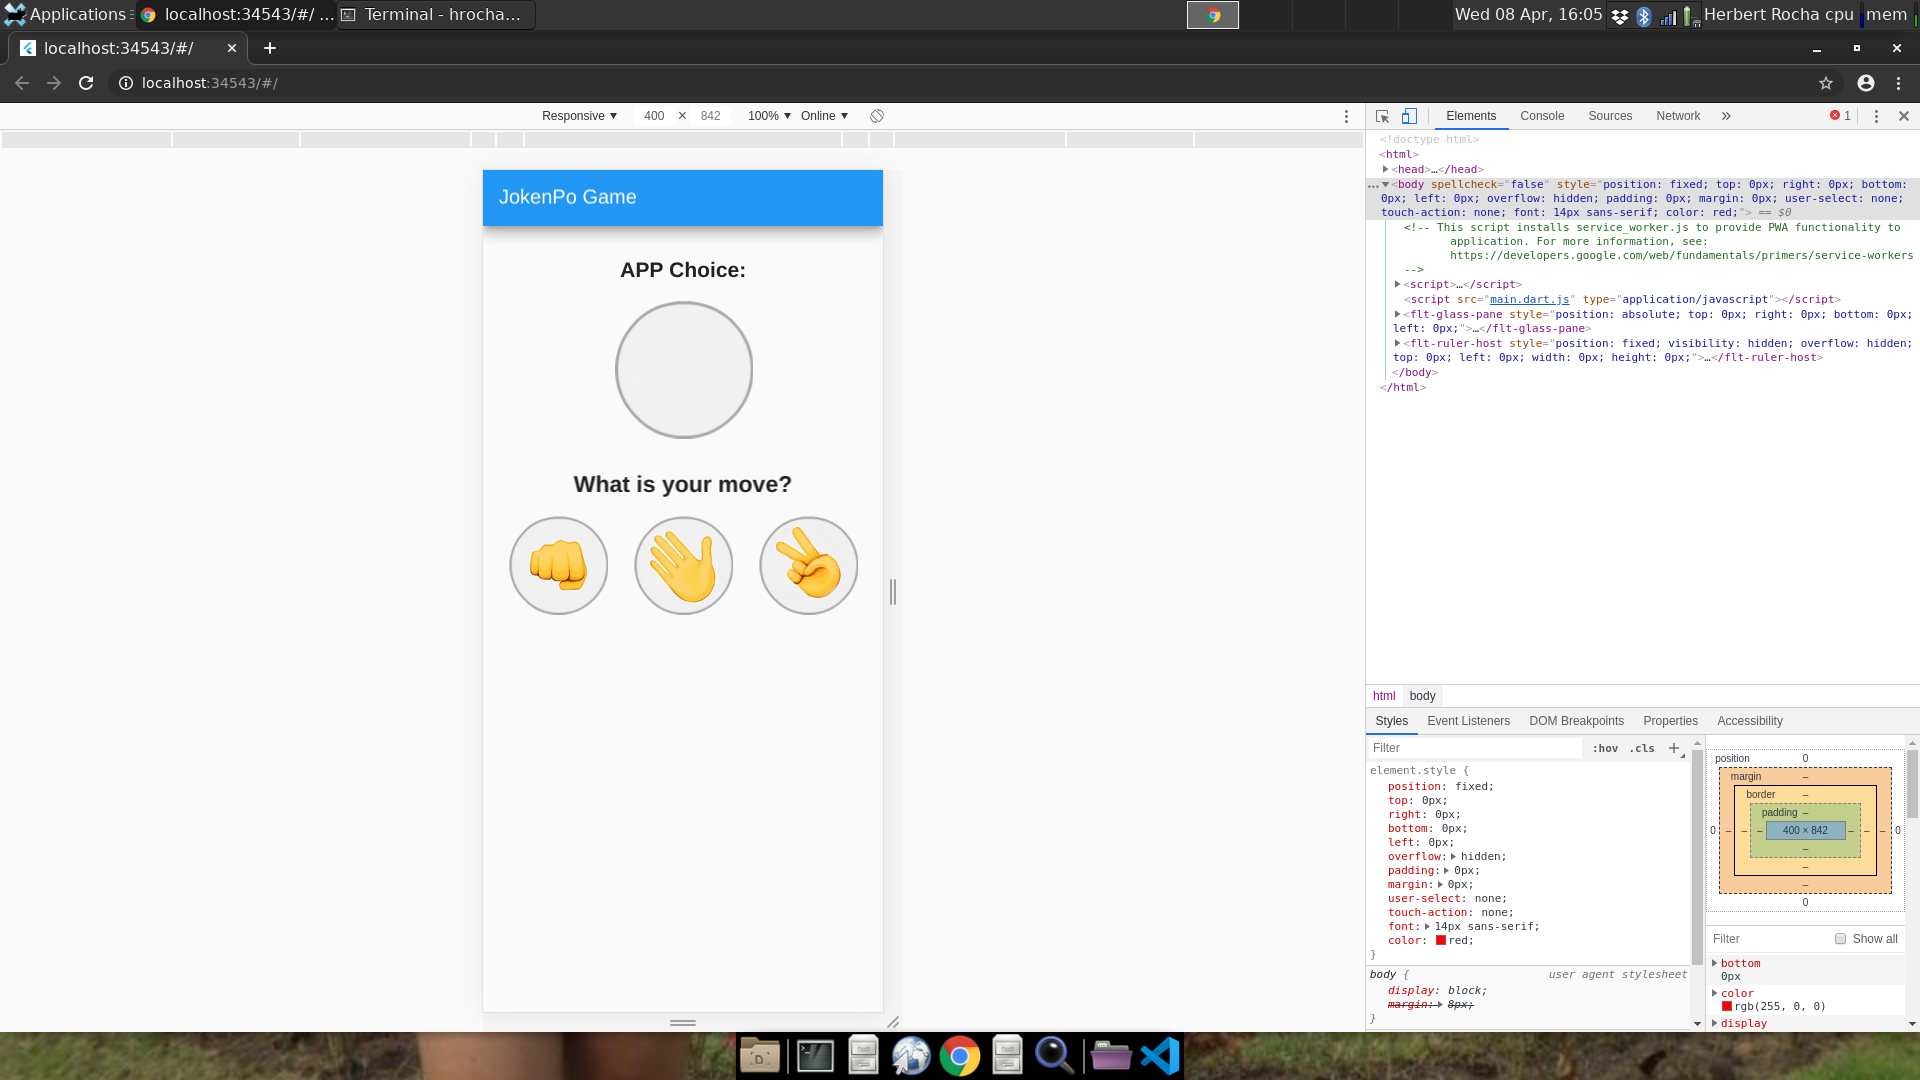 Applications
localhost:34543/#/ ...
Terminal - hrocha...
Wed 08 Apr, 16:05
Herbert Rocha cpu
mem
localhost:34543/#/
localhost:34543/#/
Responsive
400 × 842
100%
Online
JokenPo Game
APP Choice:
What is your move?
Elements
Console
Sources
Network
»
1
<!doctype html>
<html>
<head>…</head>
<body spellcheck="false" style="position: fixed; top: 0px; right: 0px; bottom:
0px; left: 0px; overflow: hidden; padding: 0px; margin: 0px; user-select: none;
touch-action: none; font: 14px sans-serif; color: red;"> == $0
<!-- This script installs service_worker.js to provide PWA functionality to
application. For more information, see:
https://developers.google.com/web/fundamentals/primers/service-workers
-->
<script>…</script>
<script src="main.dart.js" type="application/javascript"></script>
<flt-glass-pane style="position: absolute; top: 0px; right: 0px; bottom: 0px;
left: 0px;">…</flt-glass-pane>
<flt-ruler-host style="position: fixed; visibility: hidden; overflow: hidden;
top: 0px; left: 0px; width: 0px; height: 0px;">…</flt-ruler-host>
</body>
</html>
html
body
Styles
Event Listeners
DOM Breakpoints
Properties
Accessibility
Filter
:hov
.cls
element.style {
position: fixed;
top: 0px;
right: 0px;
bottom: 0px;
left: 0px;
overflow: hidden;
padding: 0px;
margin: 0px;
user-select: none;
touch-action: none;
font: 14px sans-serif;
color: red;
}
body {
user agent stylesheet
display: block;
margin: 8px;
}
position
0
margin
–
border
–
padding
–
0
–
–
–
400 × 842
–
–
–
0
–
–
–
0
Filter
Show all
bottom
0px
color
rgb(255, 0, 0)
display